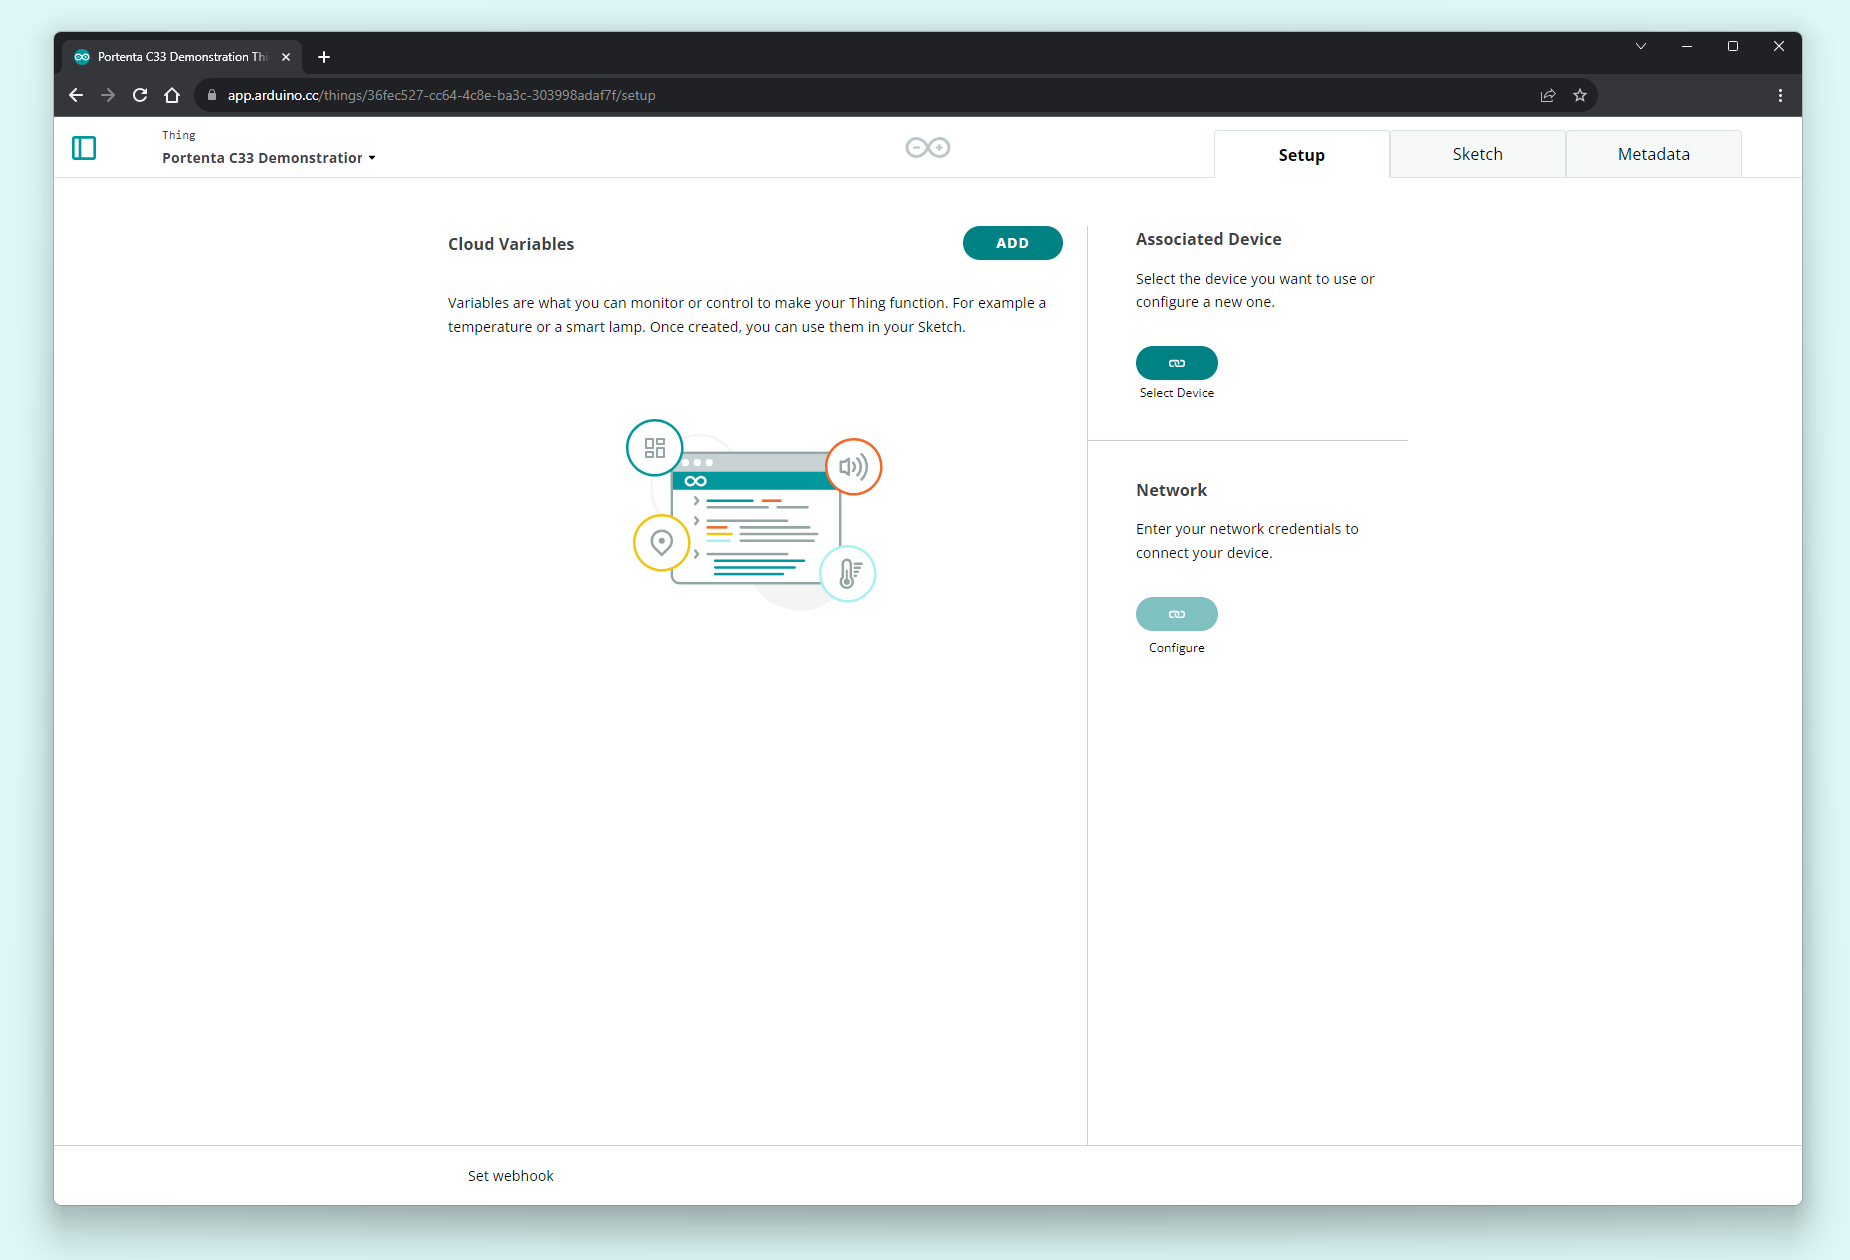 Portenta C33 Demonstration Thi
app.arduino.cc/things/36fec527-cc64-4c8e-ba3c-303998adaf7f/setup
Thing
Portenta C33 Demonstration
Setup
Sketch
Metadata
Cloud Variables
ADD
Variables are what you can monitor or control to make your Thing function. For example a
temperature or a smart lamp. Once created, you can use them in your Sketch.
Associated Device
Select the device you want to use or
configure a new one.
Select Device
Network
Enter your network credentials to
connect your device.
Configure
Set webhook